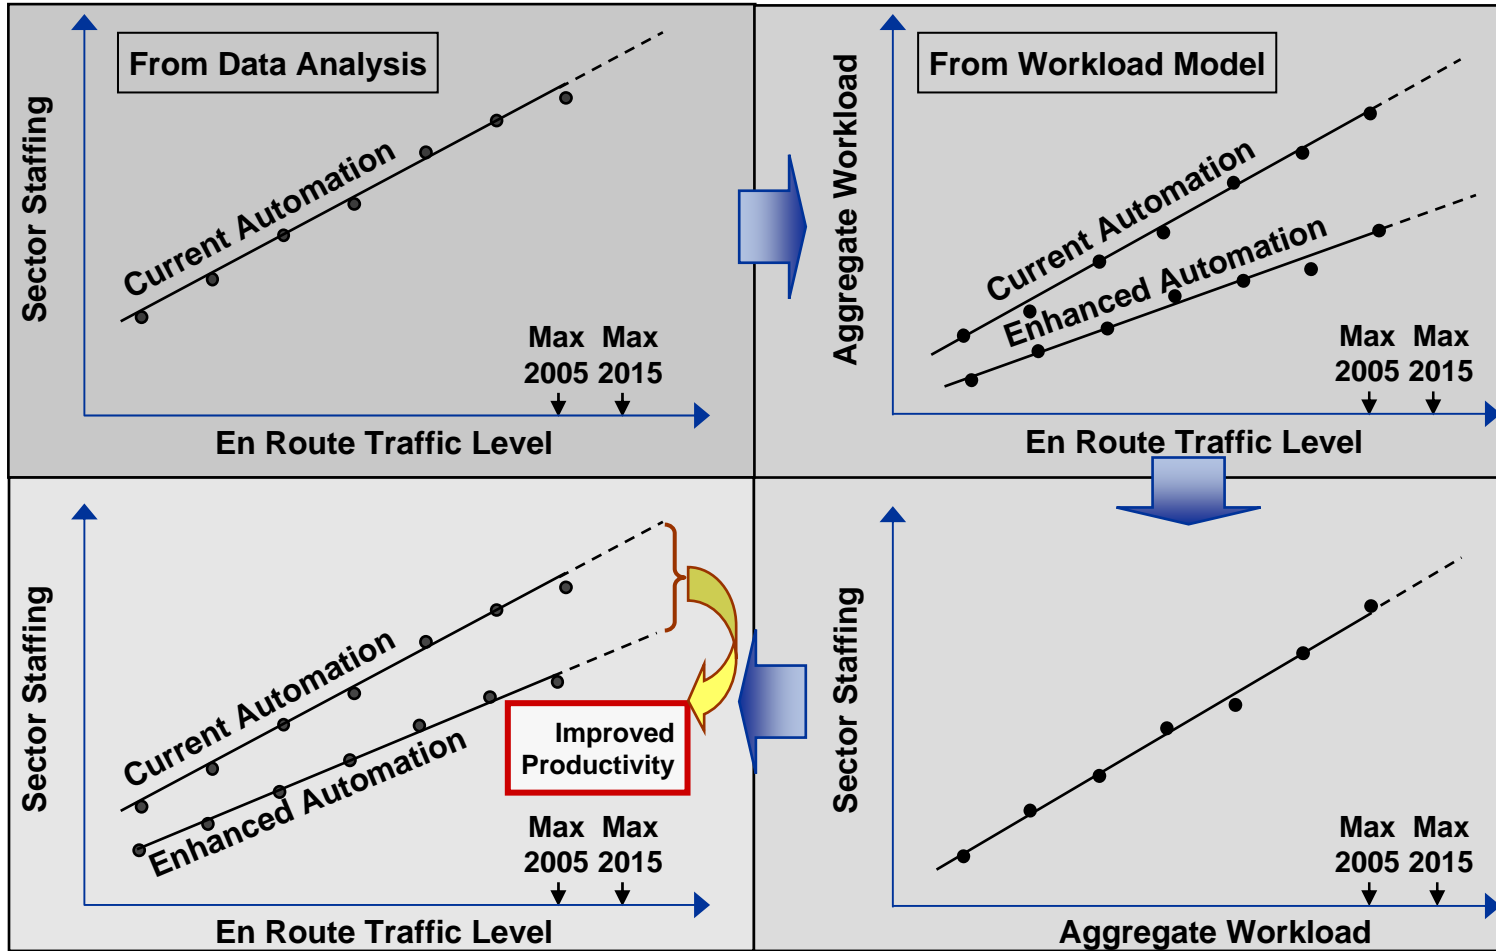 From Data Analysis
Sector Staffing
Current Automation
Max Max
2005 2015
En Route Traffic Level
From Workload Model
Aggregate Workload
Current Automation
Enhanced Automation
Max Max
2005 2015
En Route Traffic Level
Sector Staffing
Current Automation
Enhanced Automation
Improved
Productivity
Max Max
2005 2015
En Route Traffic Level
Sector Staffing
Max Max
2005 2015
Aggregate Workload